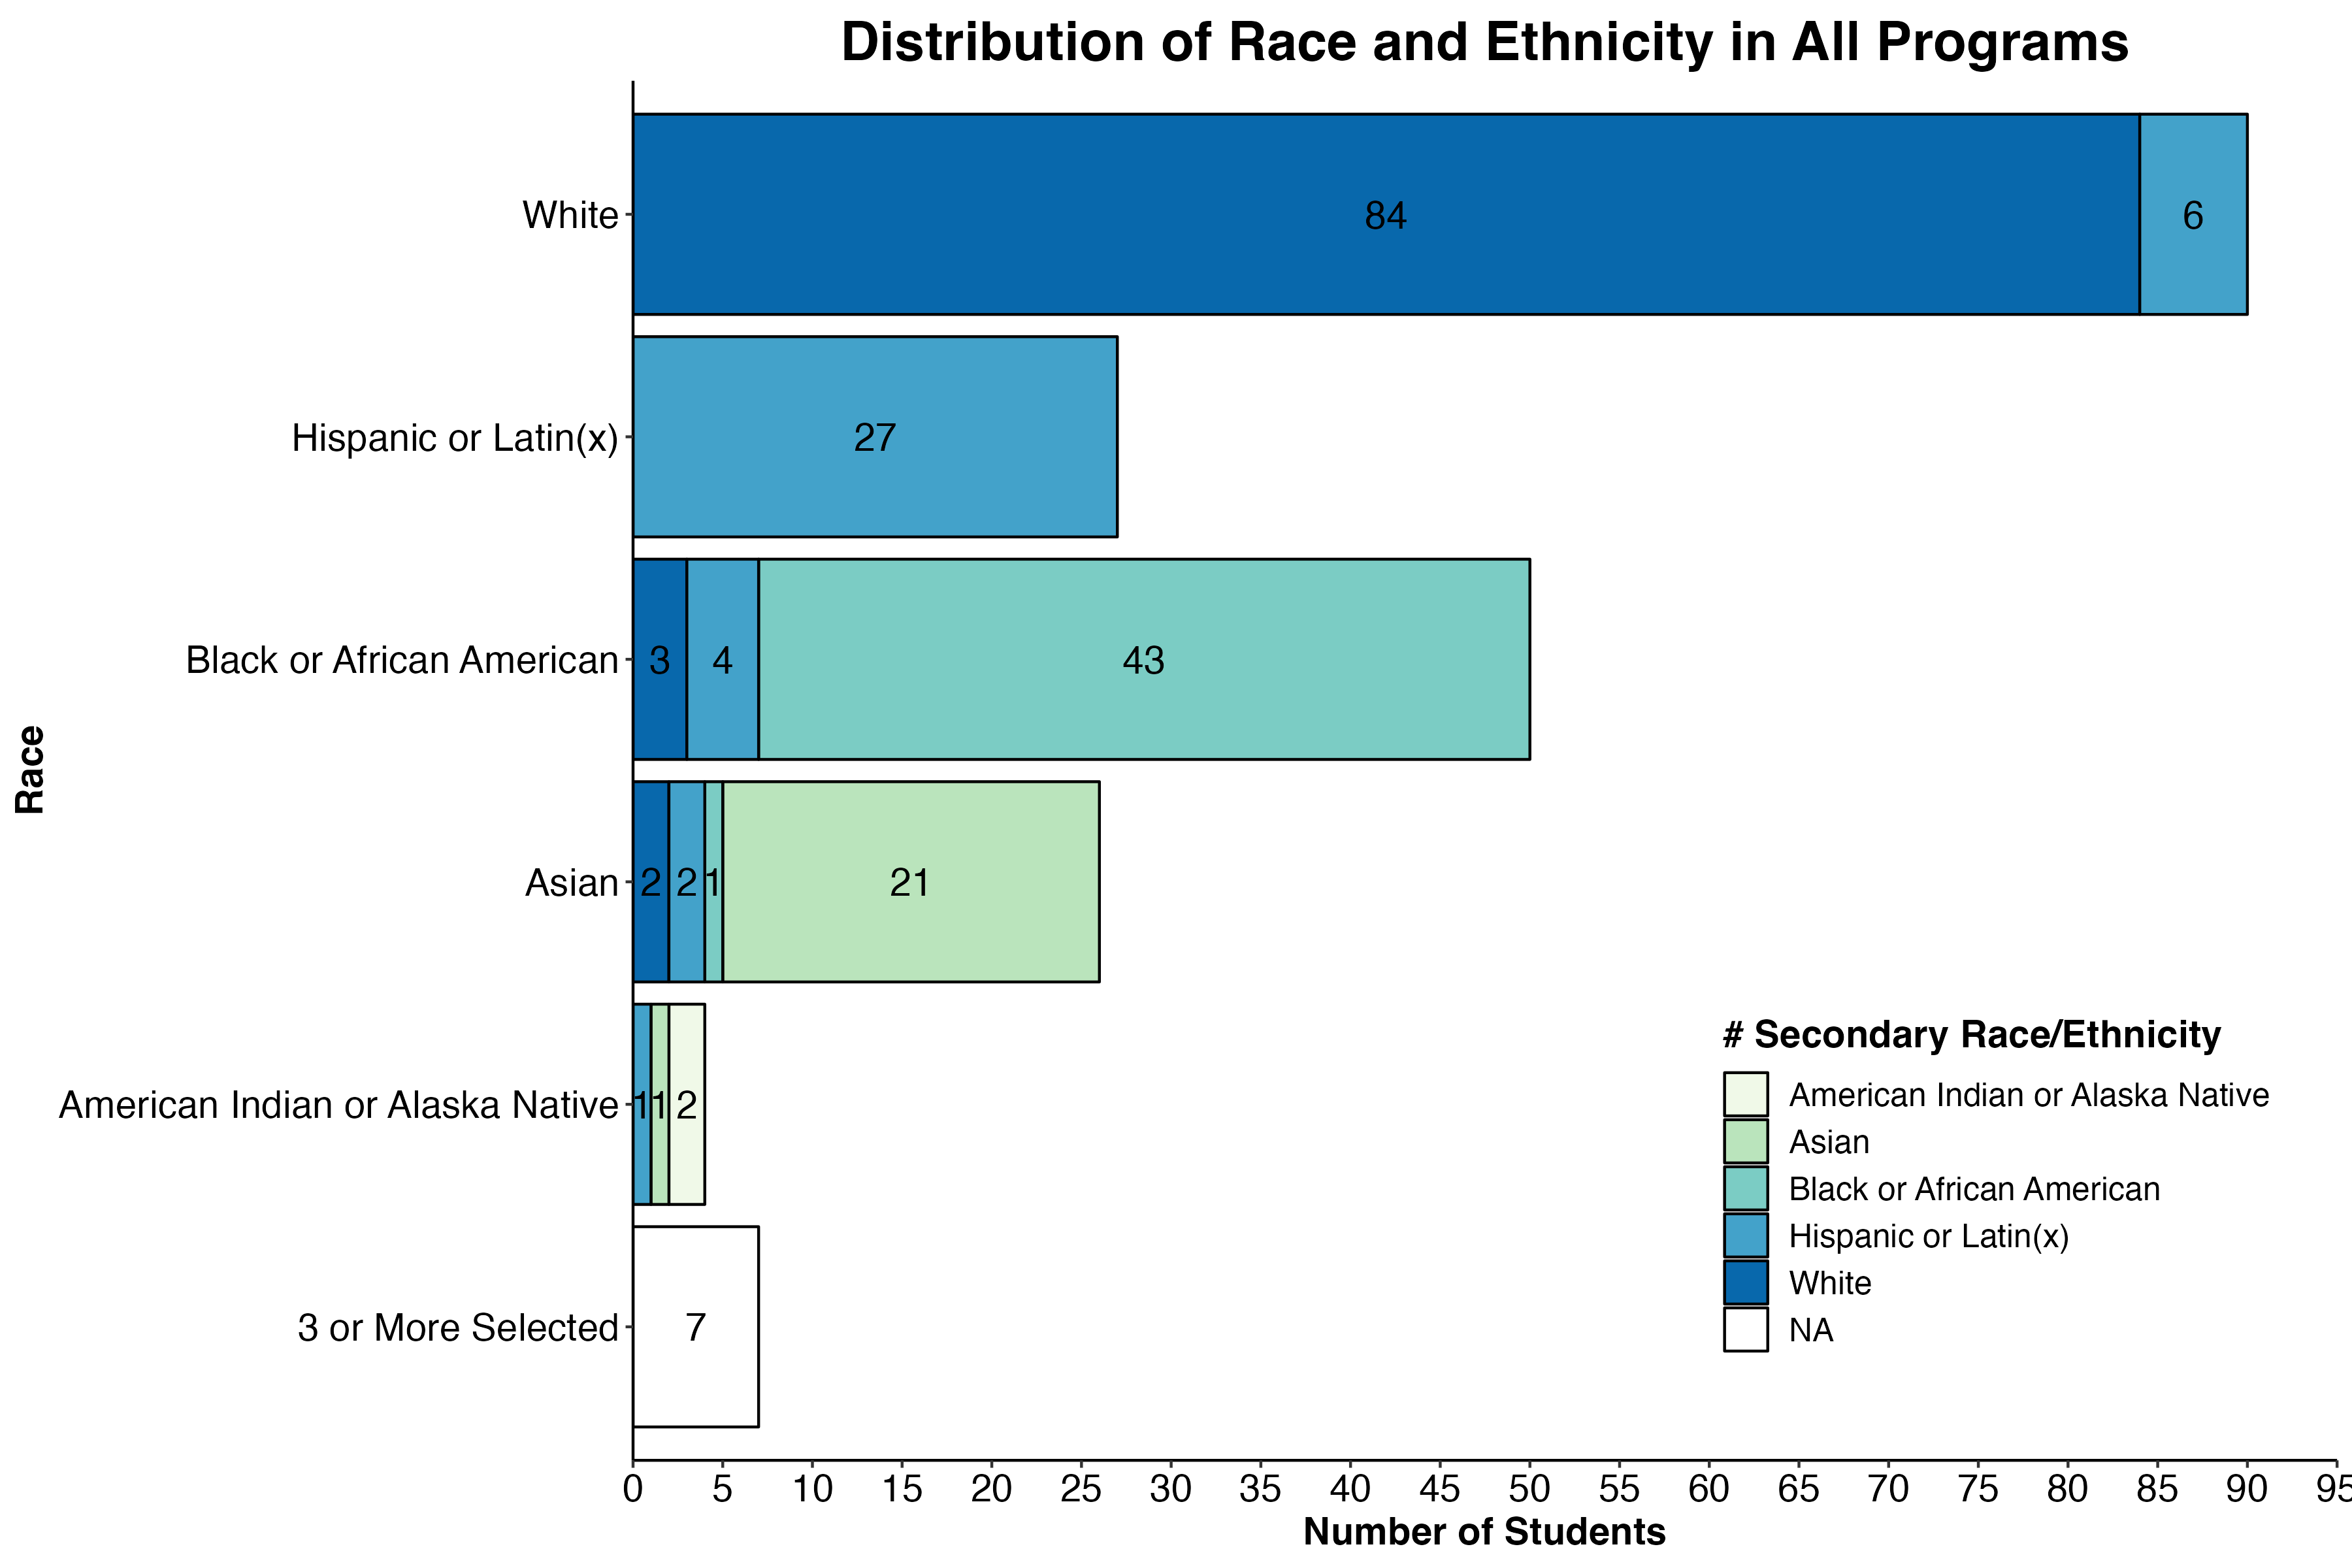 Distribution of Race and Ethnicity in All Programs
White
84
6
Hispanic or Latin(x)
27
Black or African American
3
4
43
Race
Asian
2
2
1
21
American Indian or Alaska Native
1
1
2
3 or More Selected
7
# Secondary Race/Ethnicity
American Indian or Alaska Native
Asian
Black or African American
Hispanic or Latin(x)
White
NA
0 5 10 15 20 25 30 35 40 45 50 55 60 65 70 75 80 85 90 95
Number of Students